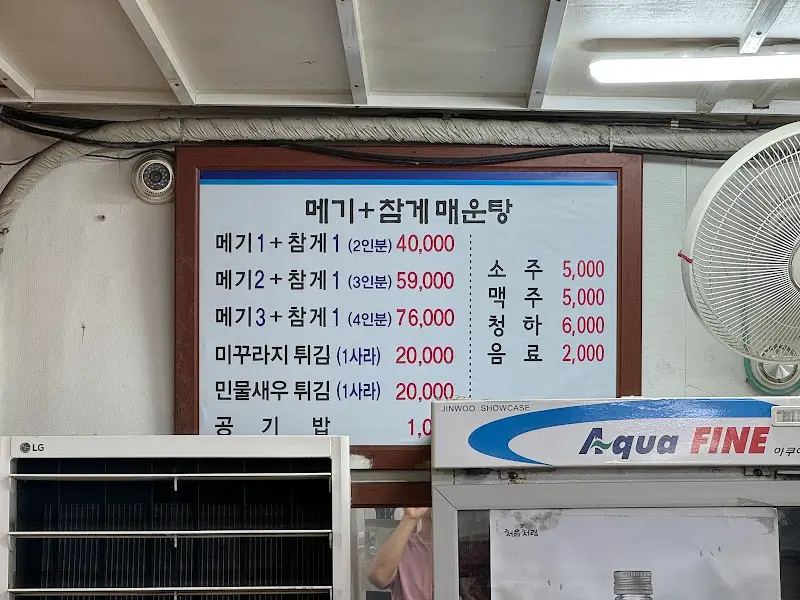 메기+참게 매운탕
메기1+참게1 (2인분) 40,000
메기2+참게1 (3인분) 59,000
메기3+참게1 (4인분) 76,000
미꾸라지 튀김 (1사라) 20,000
민물새우 튀김 (1사라) 20,000
공 기 밥
소 주 5,000
맥 주 5,000
청 하 6,000
음 료 2,000
JINWOO SHOWCASE
Aqua FINE
LG
처음처럼